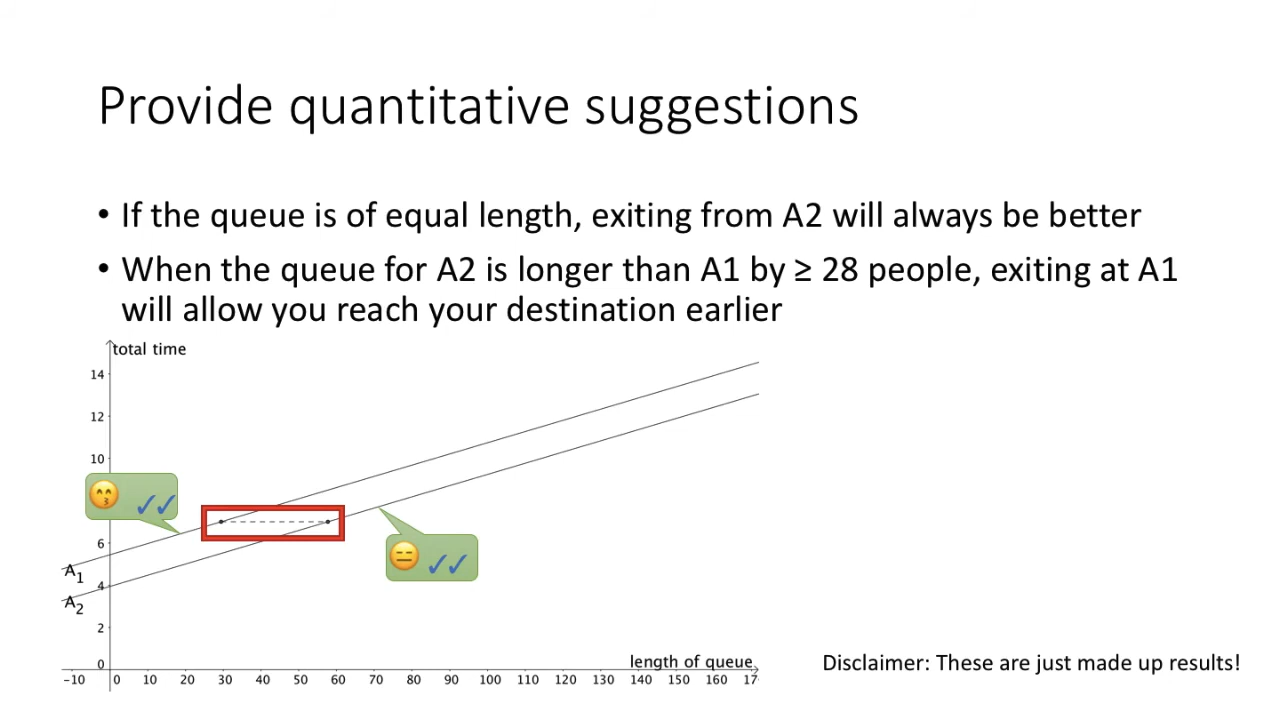 Provide quantitative suggestions
• If the queue is of equal length, exiting from A2 will always be better
• When the queue for A2 is longer than A1 by ≥ 28 people, exiting at A1
will allow you reach your destination earlier
total time
14
12
10
6
A1
4
A2
2
0
length of queue
-10 0 10 20 30 40 50 60 70 80 90 100 110 120 130 140 150 160 17
Disclaimer: These are just made up results!